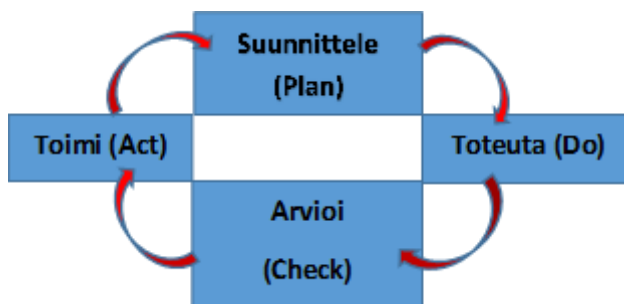 Suunnittele
(Plan)
Toimi (Act)
Toteuta (Do)
Arvioi
(Check)